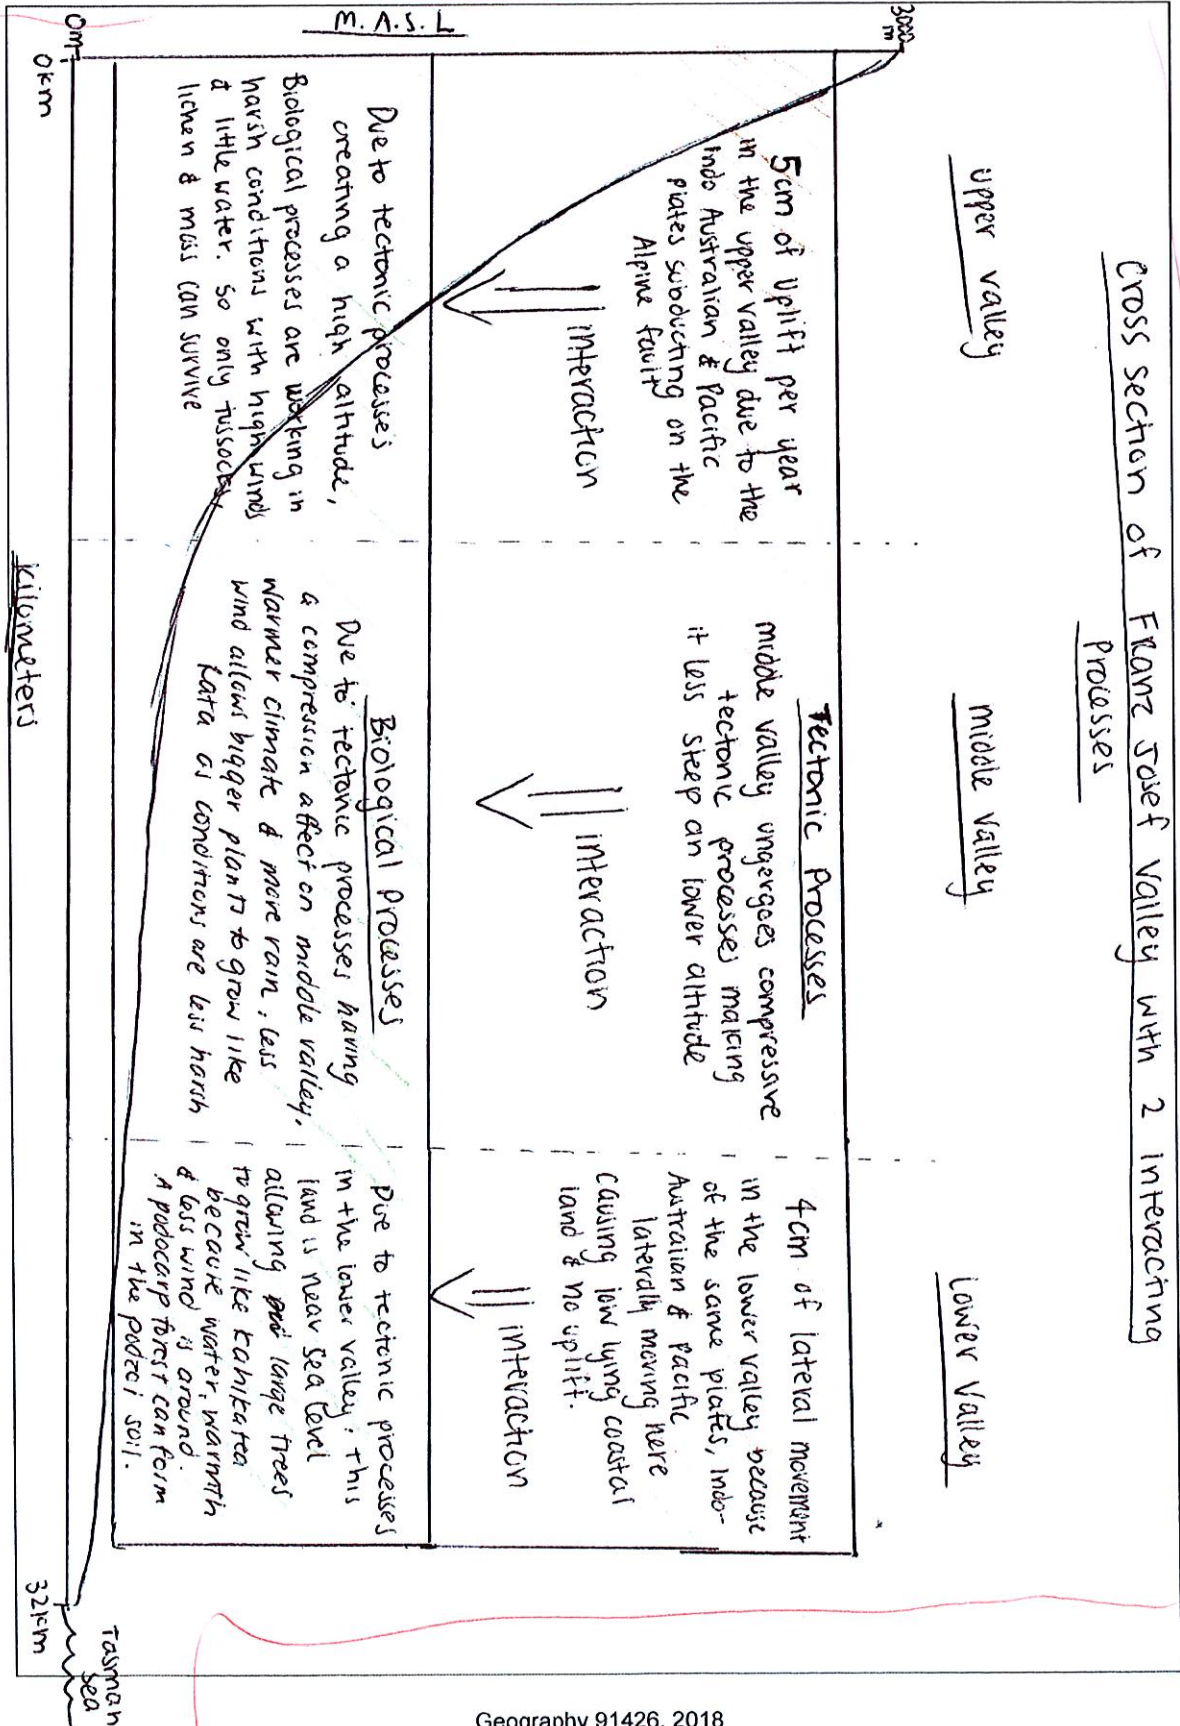 Cross section of Franz Josef Valley with 2 interacting
Processes
upper valley
middle valley
Lower Valley
3000
m
M.A.S.L
0m
5cm of uplift per year
in the upper valley due to the
Indo Australian & Pacific
plates subducting on the
Alpine fault
interaction
Due to tectonic processes
creating a high altitude,
Biological processes are working in
harsh conditions with high winds
& little water. So only tussocks,
lichen & moss can survive
Tectonic Processes
middle valley ungergoes compressive
tectonic processes making
it less steep an lower altitude
interaction
Biological Processes
Due to tectonic processes having
a compression affect on middle valley,
warmer climate & more rain, less
wind allows bigger plants to grow like
Rata as conditions are less harsh
4cm of lateral movement
in the lower valley because
of the same plates, Indo-
Australian & Pacific
laterally moving here
causing low lying coastal
land & no uplift.
interaction
Due to tectonic processes
in the lower valley, this
land is near sea level
allowing large trees
to grow like kahikatea
because water, warmth
& less wind is around.
A podocarp forest can form
in the podzol soil.
0km
kilometers
32km
Tasman
Sea
Geography 91426, 2018